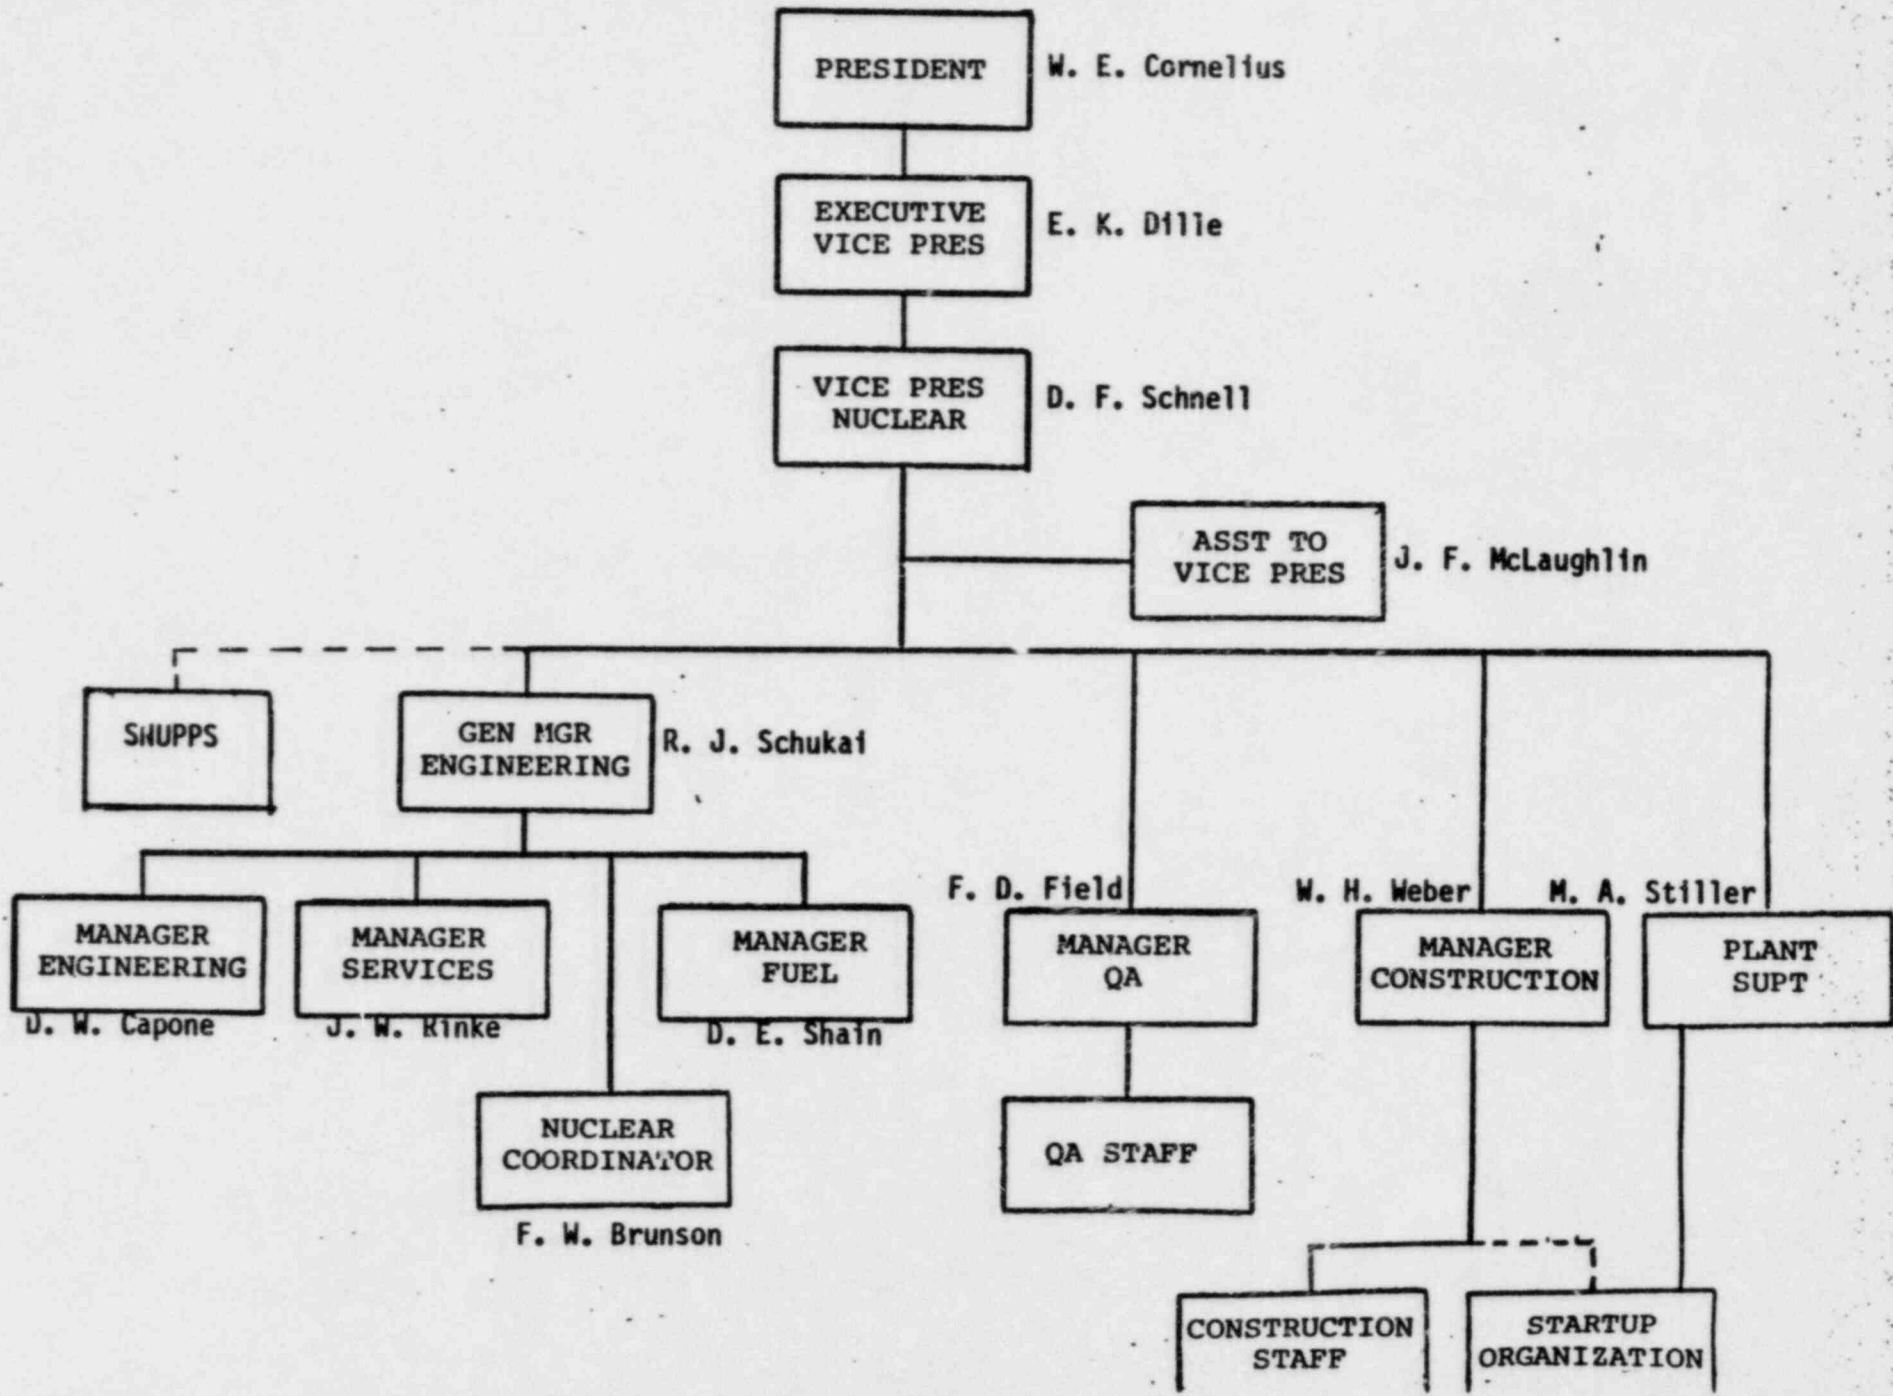 PRESIDENT
W. E. Cornelius
EXECUTIVE
VICE PRES
E. K. Dille
VICE PRES
NUCLEAR
D. F. Schnell
ASST TO
VICE PRES
J. F. McLaughlin
SNUPPS
GEN MGR
ENGINEERING
R. J. Schukai
MANAGER
ENGINEERING
D. W. Capone
MANAGER
SERVICES
J. W. Rinke
MANAGER
FUEL
D. E. Shain
NUCLEAR
COORDINATOR
F. W. Brunson
F. D. Field
MANAGER
QA
QA STAFF
W. H. Weber
MANAGER
CONSTRUCTION
M. A. Stiller
PLANT
SUPT
CONSTRUCTION
STAFF
STARTUP
ORGANIZATION